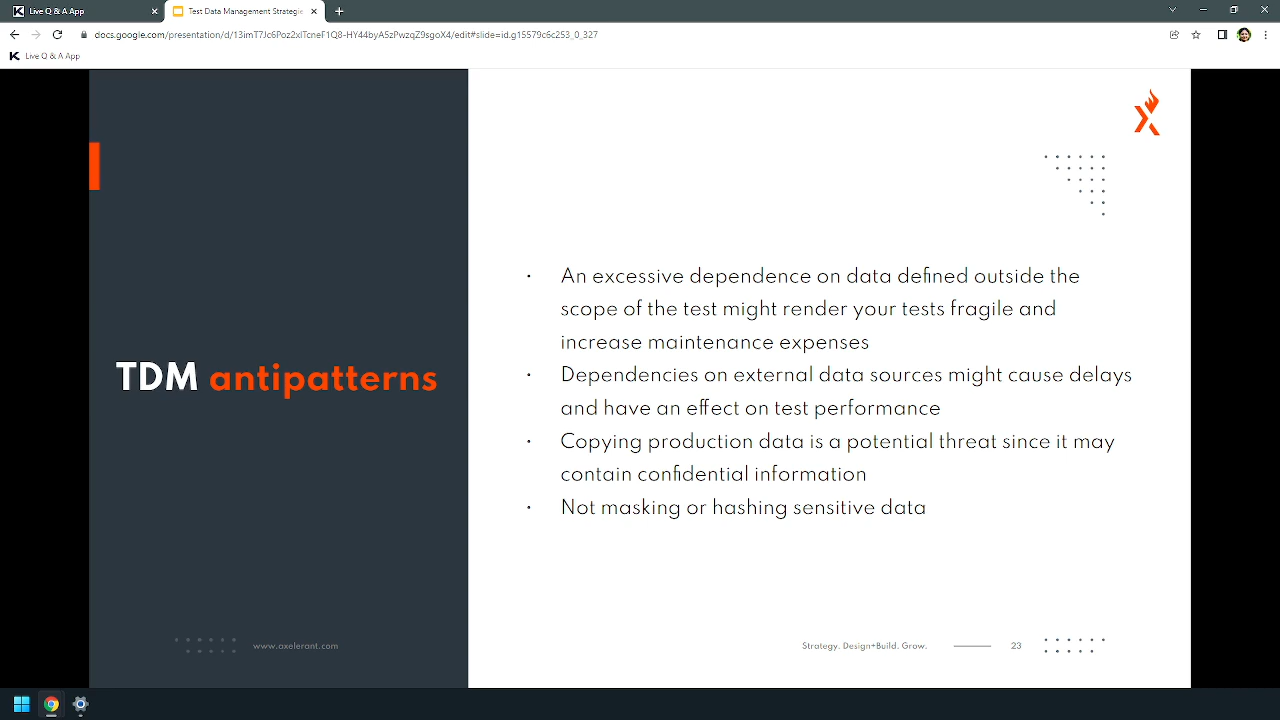 Live Q & A App
Test Data Management Strategie
docs.google.com/presentation/d/13imT7Jc6Poz2xlTcneF1Q8-HY44byA5zPwzqZ9sgoX4/edit#slide=id.g15579c6c253_0_327
Live Q & A App
TDM antipatterns
• An excessive dependence on data defined outside the
scope of the test might render your tests fragile and
increase maintenance expenses
• Dependencies on external data sources might cause delays
and have an effect on test performance
• Copying production data is a potential threat since it may
contain confidential information
• Not masking or hashing sensitive data
www.axelerant.com
Strategy. Design+Build. Grow.
23